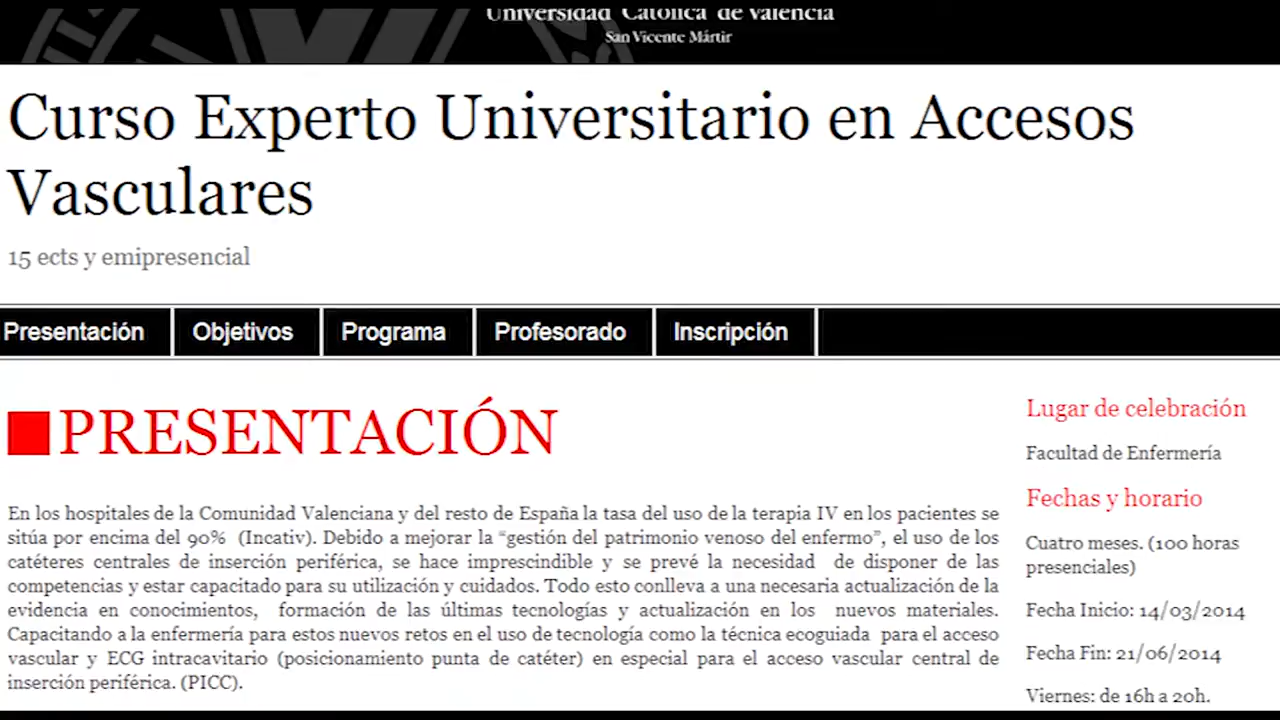 Universidad Católica de Valencia
San Vicente Mártir
Curso Experto Universitario en Accesos
Vasculares
15 ects y emipresencial
Presentación Objetivos Programa Profesorado Inscripción
PRESENTACIÓN
En los hospitales de la Comunidad Valenciana y del resto de España la tasa del uso de la terapia IV en los pacientes se
sitúa por encima del 90% (Incativ). Debido a mejorar la “gestión del patrimonio venoso del enfermo”, el uso de los
catéteres centrales de inserción periférica, se hace imprescindible y se prevé la necesidad de disponer de las
competencias y estar capacitado para su utilización y cuidados. Todo esto conlleva a una necesaria actualización de la
evidencia en conocimientos, formación de las últimas tecnologías y actualización en los nuevos materiales.
Capacitando a la enfermería para estos nuevos retos en el uso de tecnología como la técnica ecoguiada para el acceso
vascular y ECG intracavitario (posicionamiento punta de catéter) en especial para el acceso vascular central de
inserción periférica. (PICC).
Lugar de celebración
Facultad de Enfermería
Fechas y horario
Cuatro meses. (100 horas
presenciales)
Fecha Inicio: 14/03/2014
Fecha Fin: 21/06/2014
Viernes: de 16h a 20h.